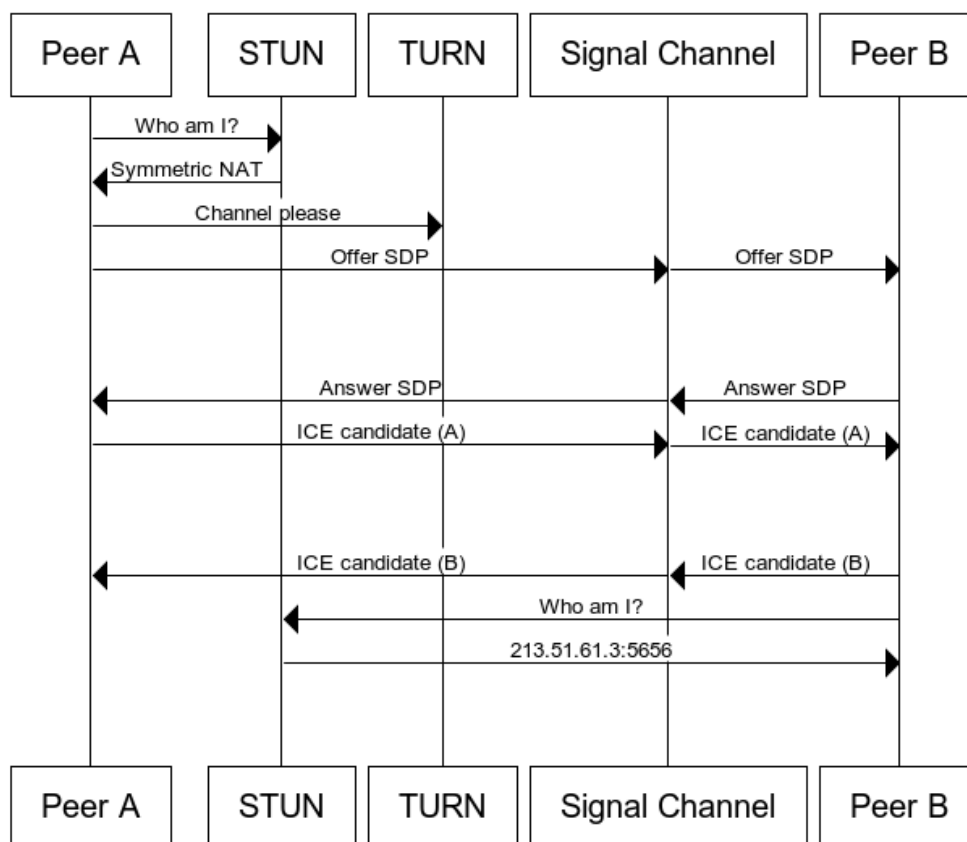 Peer A
STUN
TURN
Signal Channel
Peer B
Who am I?
Symmetric NAT
Channel please
Offer SDP
Offer SDP
Answer SDP
Answer SDP
ICE candidate (A)
ICE candidate (A)
ICE candidate (B)
ICE candidate (B)
Who am I?
213.51.61.3:5656
Peer A
STUN
TURN
Signal Channel
Peer B